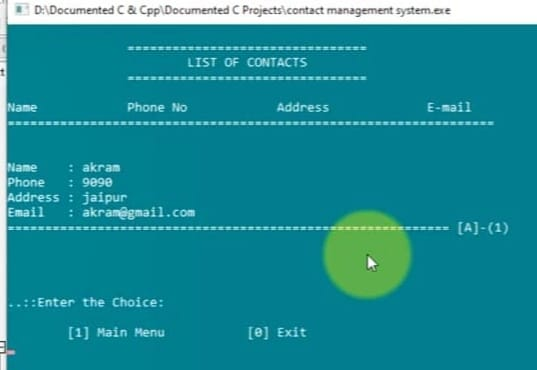 D:\Documented C & Cpp\Documented C Projects\contact management system.exe
================================
LIST OF CONTACTS
================================
Name Phone No Address E-mail
=================================================================
Name : akram
Phone : 9090
Address : jaipur
Email : akram@gmail.com
=========================================================== [A]-(1)
..::Enter the Choice:
[1] Main Menu [0] Exit